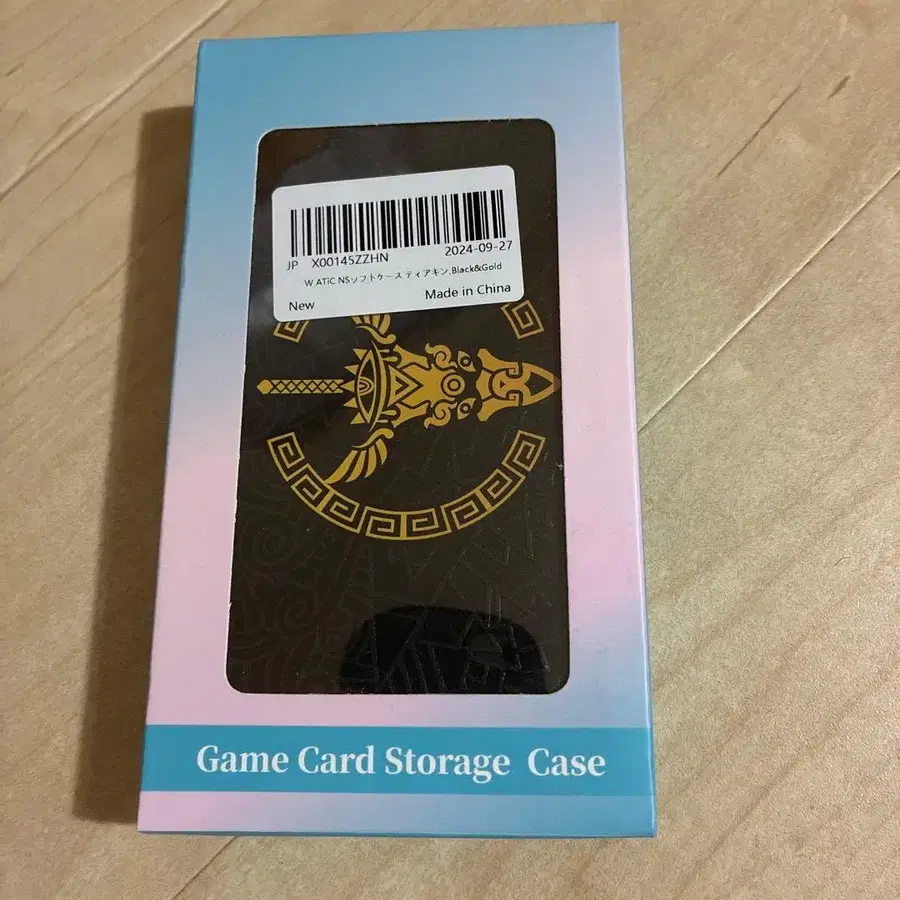 JP X00145ZZHN 2024-09-27
W ATiC NSソフトケース ティアキン,Black&Gold
New Made in China
Game Card Storage Case